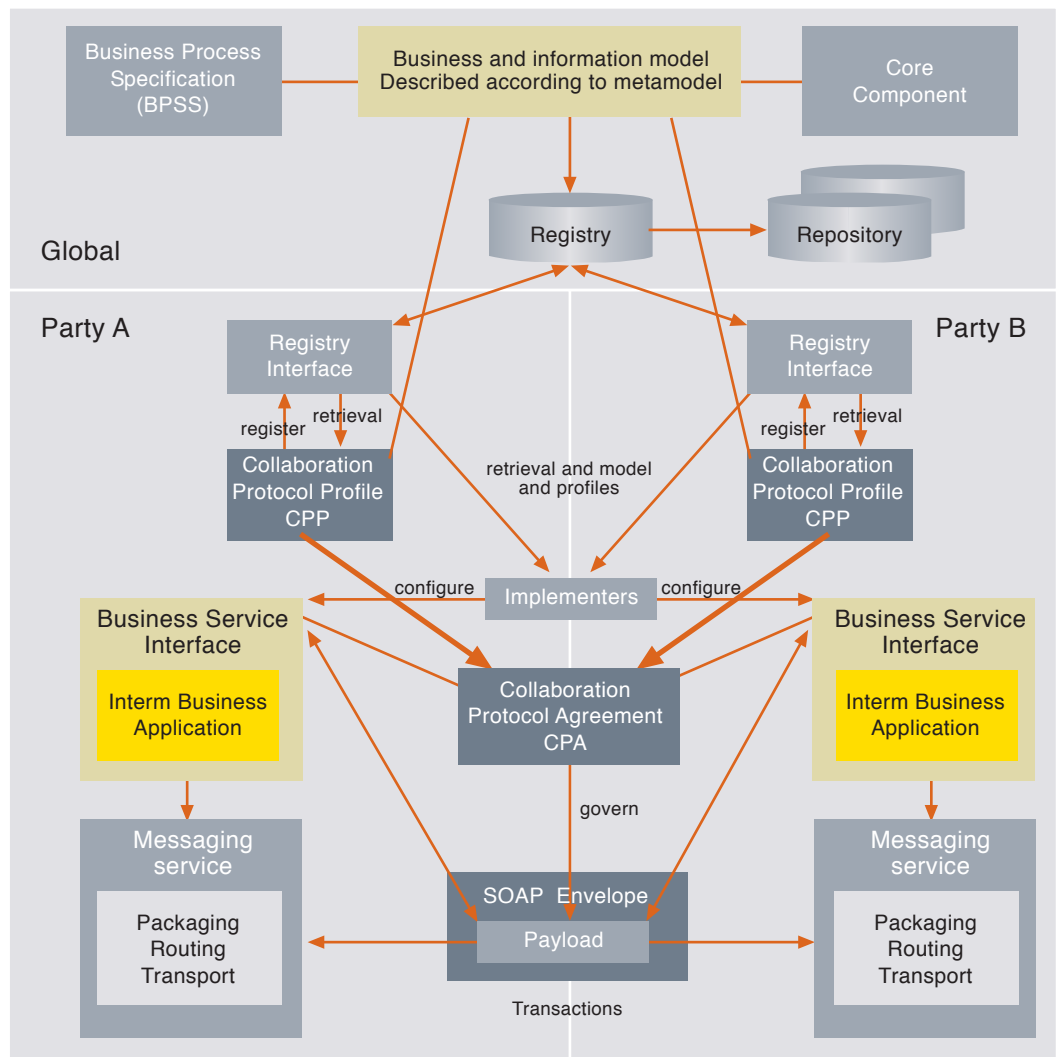 Business Process
Specification
(BPSS)
Business and information model
Described according to metamodel
Core
Component
Registry
Repository
Global
Party A
Party B
Registry
Interface
Registry
Interface
register
retrieval
register
retrieval
Collaboration
Protocol Profile
CPP
retrieval and model
and profiles
Collaboration
Protocol Profile
CPP
configure
Implementers
configure
Business Service
Interface
Interm Business
Application
Collaboration
Protocol Agreement
CPA
Business Service
Interface
Interm Business
Application
govern
Messaging
service
Packaging
Routing
Transport
SOAP Envelope
Payload
Messaging
service
Packaging
Routing
Transport
Transactions